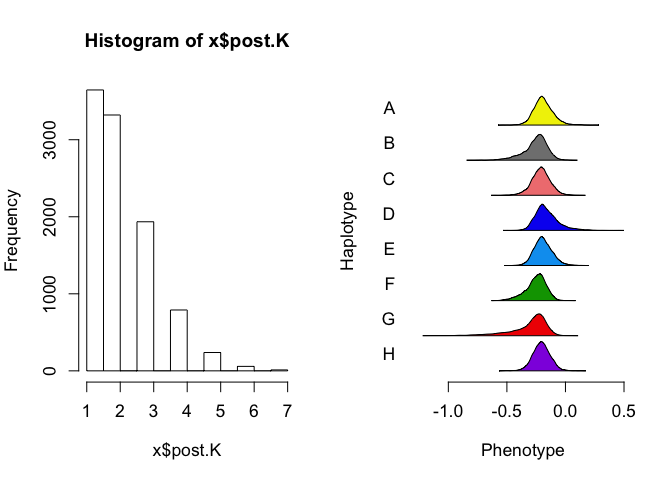 Histogram of x$post.K
Frequency
0
1000
2000
3000
1 2 3 4 5 6 7
x$post.K
Haplotype
A
B
C
D
E
F
G
H
-1.0 -0.5 0.0 0.5
Phenotype